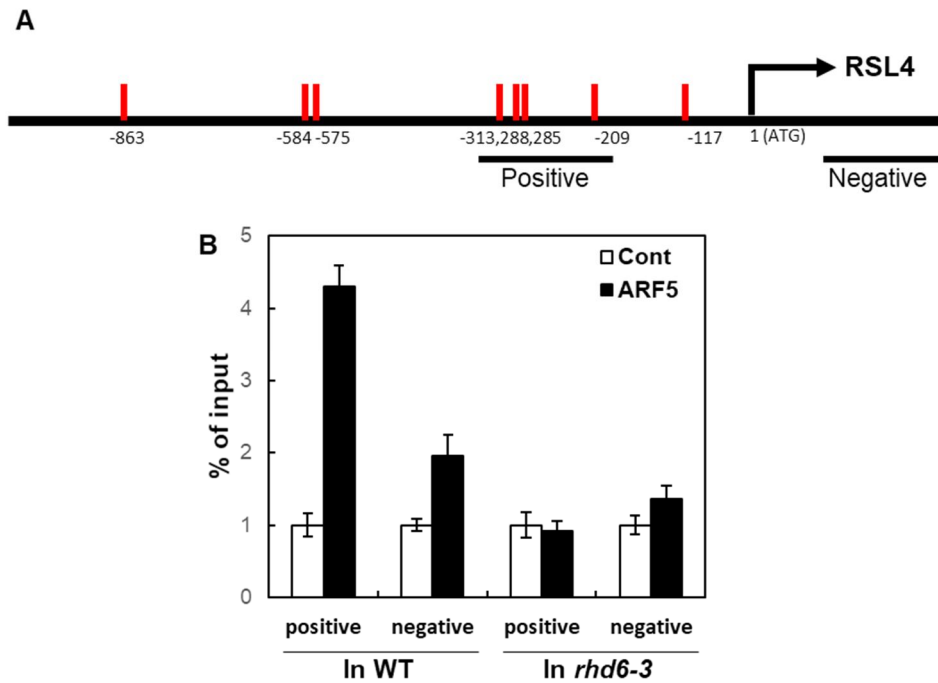 A
RSL4
-863
-584 -575
-313,288,285
-209
-117
1 (ATG)
Positive
Negative
B
% of input
5
4
3
2
1
0
Cont
ARF5
positive negative positive negative
In WT In rhd6-3